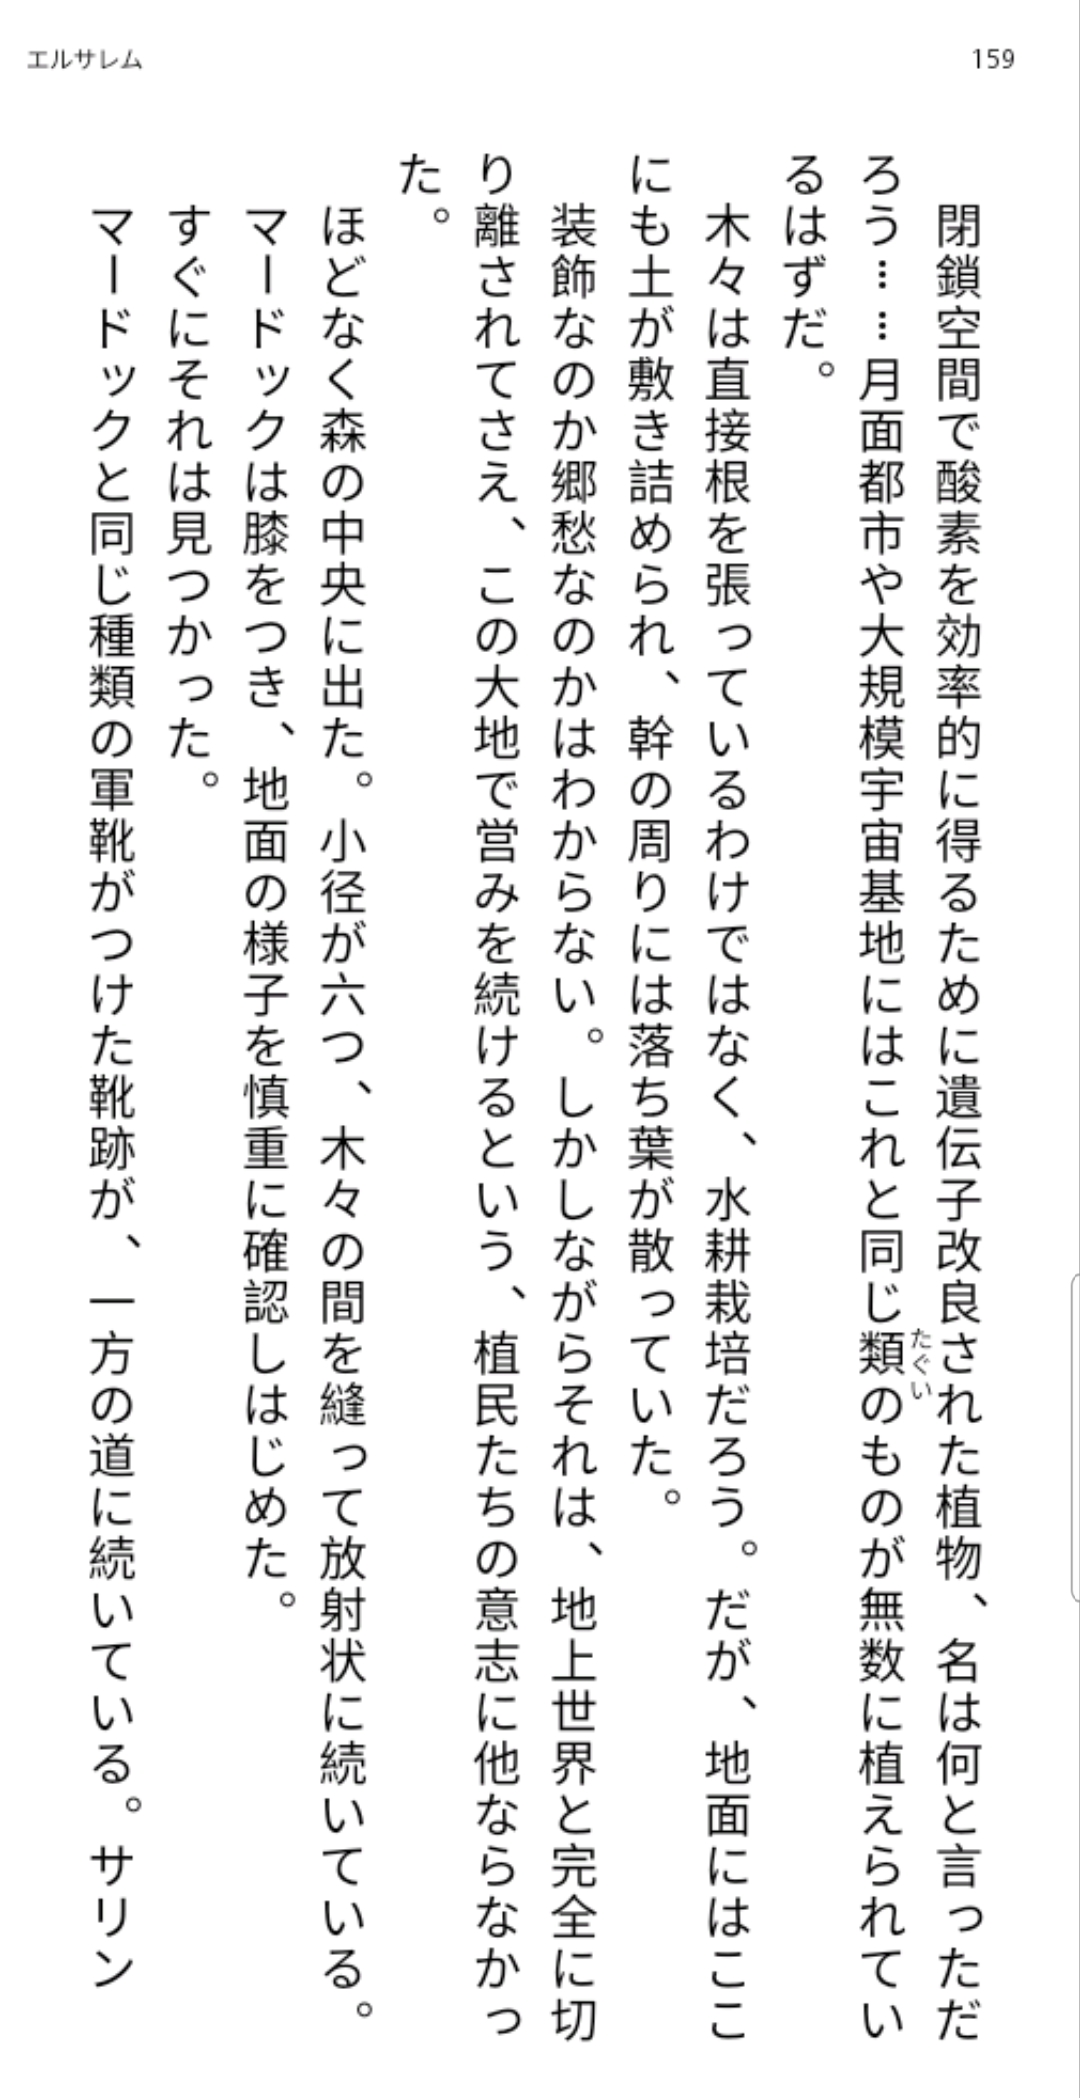 エルサレム
159
閉鎖空間で酸素を効率的に得るために遺伝子改良された植物、名は何と言っただ
ろう……月面都市や大規模宇宙基地にはこれと同じ類のものが無数に植えられてい
たぐい
るはずだ。
木々は直接根を張っているわけではなく、水耕栽培だろう。だが、地面にはここ
にも土が敷き詰められ、幹の周りには落ち葉が散っていた。
装飾なのか郷愁なのかはわからない。しかしながらそれは、地上世界と完全に切
り離されてさえ、この大地で営みを続けるという、植民たちの意志に他ならなかっ
た。
ほどなく森の中央に出た。小径が六つ、木々の間を縫って放射状に続いている。
マードックは膝をつき、地面の様子を慎重に確認しはじめた。
すぐにそれは見つかった。
マードックと同じ種類の軍靴がつけた靴跡が、一方の道に続いている。サリン